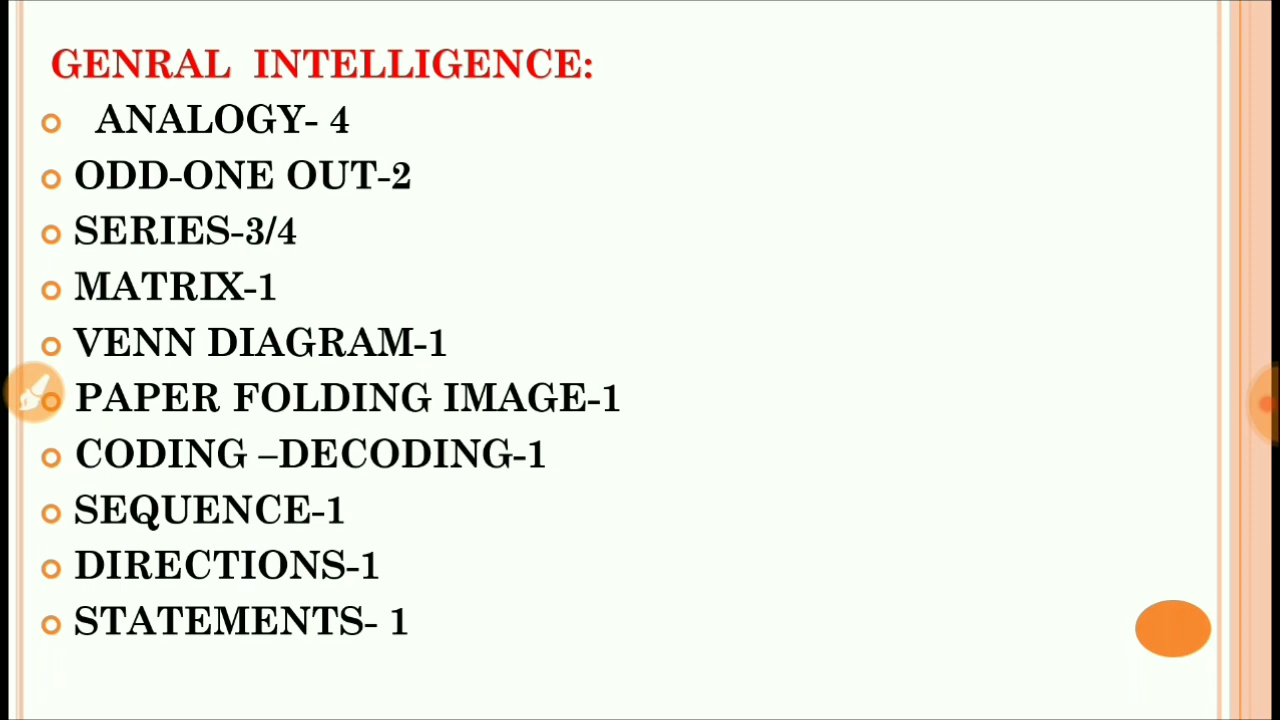 GENRAL INTELLIGENCE:
ANALOGY- 4
ODD-ONE OUT-2
SERIES-3/4
MATRIX-1
VENN DIAGRAM-1
PAPER FOLDING IMAGE-1
CODING –DECODING-1
SEQUENCE-1
DIRECTIONS-1
STATEMENTS- 1